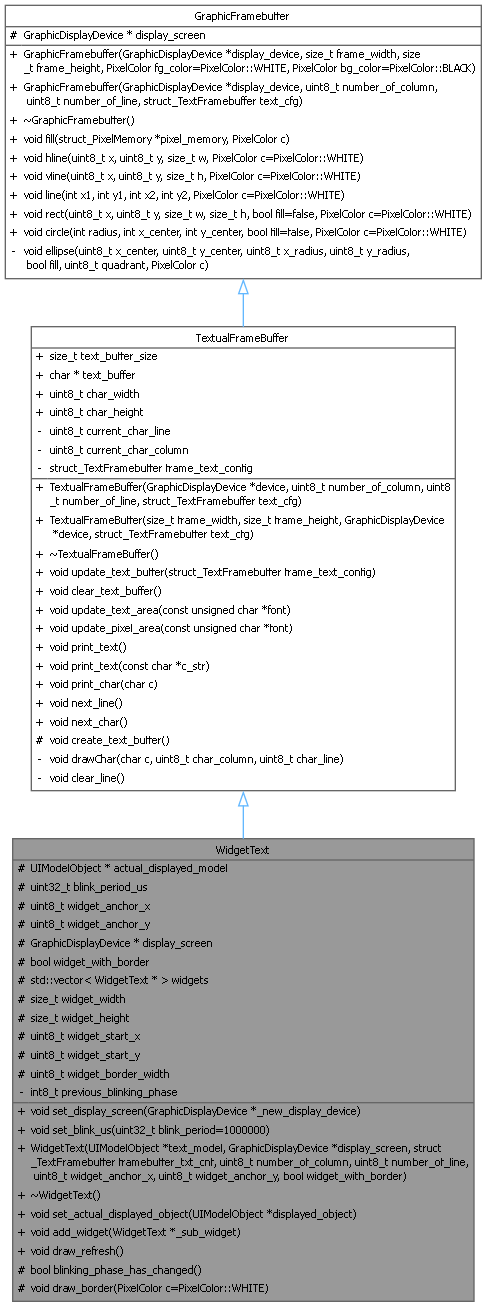 GraphicFramebuffer
# GraphicDisplayDevice * display_screen
+ GraphicFramebuffer(GraphicDisplayDevice *display_device, size_t frame_width, size
_t frame_height, PixelColor fg_color=PixelColor::WHITE, PixelColor bg_color=PixelColor::BLACK)
+ GraphicFramebuffer(GraphicDisplayDevice *display_device, uint8_t number_of_column,
uint8_t number_of_line, struct_TextFramebuffer text_cfg)
+ ~GraphicFramebuffer()
+ void fill(struct_PixelMemory *pixel_memory, PixelColor c)
+ void hline(uint8_t x, uint8_t y, size_t w, PixelColor c=PixelColor::WHITE)
+ void vline(uint8_t x, uint8_t y, size_t h, PixelColor c=PixelColor::WHITE)
+ void line(int x1, int y1, int x2, int y2, PixelColor c=PixelColor::WHITE)
+ void rect(uint8_t x, uint8_t y, size_t w, size_t h, bool fill=false, PixelColor c=PixelColor::WHITE)
+ void circle(int radius, int x_center, int y_center, bool fill=false, PixelColor c=PixelColor::WHITE)
- void ellipse(uint8_t x_center, uint8_t y_center, uint8_t x_radius, uint8_t y_radius,
bool fill, uint8_t quadrant, PixelColor c)
TextualFrameBuffer
+ size_t text_buffer_size
+ char * text_buffer
+ uint8_t char_width
+ uint8_t char_height
- uint8_t current_char_line
- uint8_t current_char_column
- struct_TextFramebuffer frame_text_config
+ TextualFrameBuffer(GraphicDisplayDevice *device, uint8_t number_of_column, uint8
_t number_of_line, struct_TextFramebuffer text_cfg)
+ TextualFrameBuffer(size_t frame_width, size_t frame_height, GraphicDisplayDevice
*device, struct_TextFramebuffer text_cfg)
+ ~TextualFrameBuffer()
+ void update_text_buffer(struct_TextFramebuffer frame_text_config)
+ void clear_text_buffer()
+ void update_text_area(const unsigned char *font)
+ void update_pixel_area(const unsigned char *font)
+ void print_text()
+ void print_text(const char *c_str)
+ void print_char(char c)
+ void next_line()
+ void next_char()
# void create_text_buffer()
- void drawChar(char c, uint8_t char_column, uint8_t char_line)
- void clear_line()
WidgetText
# UIModelObject * actual_displayed_model
# uint32_t blink_period_us
# uint8_t widget_anchor_x
# uint8_t widget_anchor_y
# GraphicDisplayDevice * display_screen
# bool widget_with_border
# std::vector< WidgetText * > widgets
# size_t widget_width
# size_t widget_height
# uint8_t widget_start_x
# uint8_t widget_start_y
# uint8_t widget_border_width
- int8_t previous_blinking_phase
+ void set_display_screen(GraphicDisplayDevice *_new_display_device)
+ void set_blink_us(uint32_t blink_period=1000000)
+ WidgetText(UIModelObject *text_model, GraphicDisplayDevice *display_screen, struct
_TextFramebuffer framebuffer_txt_cnf, uint8_t number_of_column, uint8_t number_of_line,
uint8_t widget_anchor_x, uint8_t widget_anchor_y, bool widget_with_border)
+ ~WidgetText()
+ void set_actual_displayed_object(UIModelObject *displayed_object)
+ void add_widget(WidgetText *_sub_widget)
+ void draw_refresh()
# bool blinking_phase_has_changed()
# void draw_border(PixelColor c=PixelColor::WHITE)